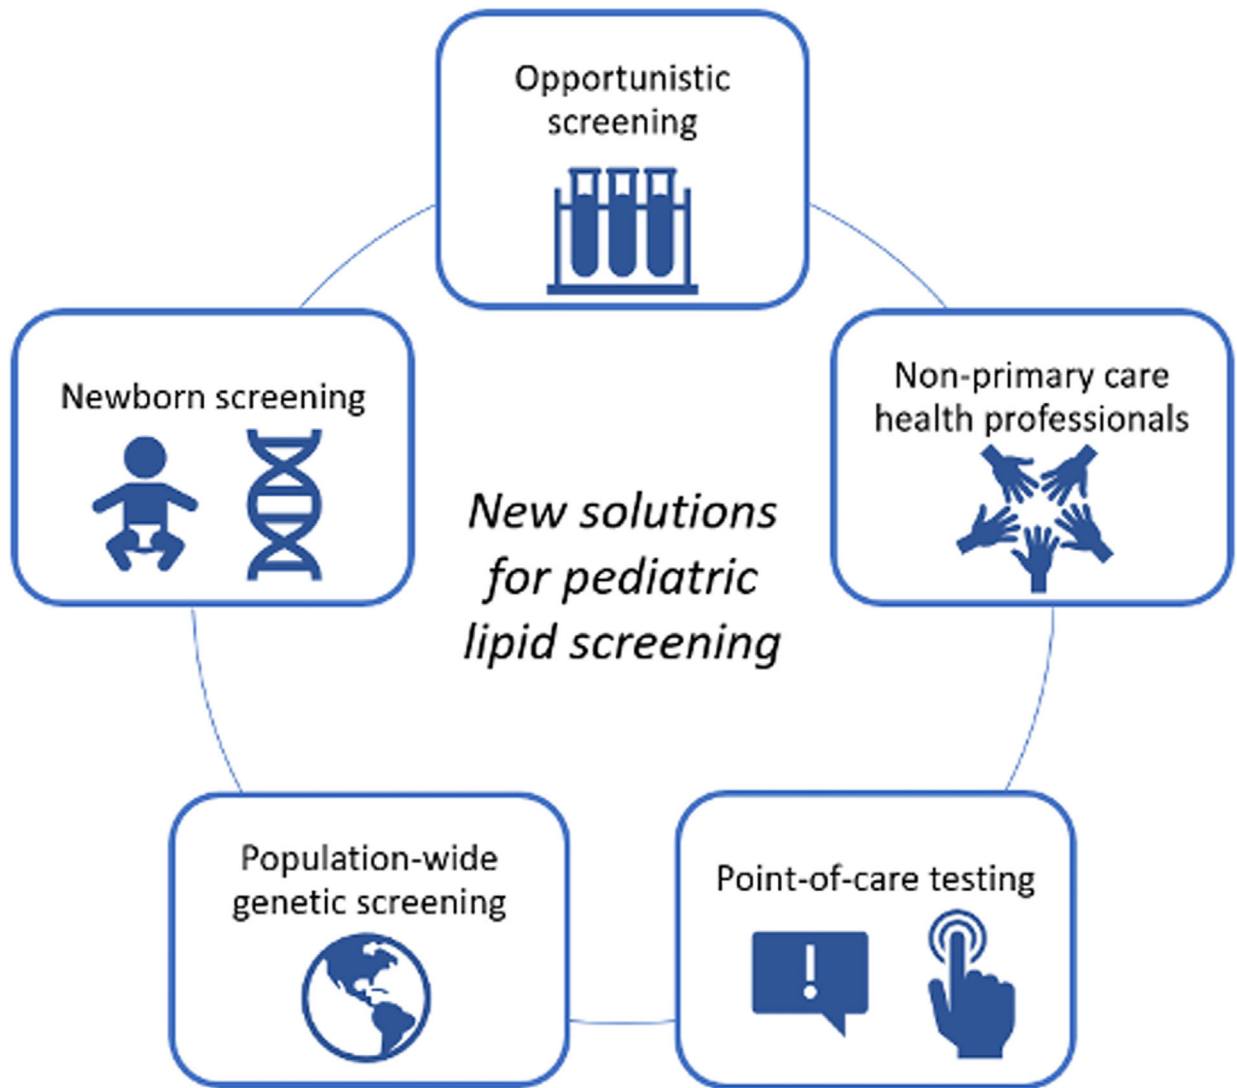 Opportunistic
screening
Non-primary care
health professionals
Newborn screening
New solutions
for pediatric
lipid screening
Population-wide
genetic screening
Point-of-care testing
!